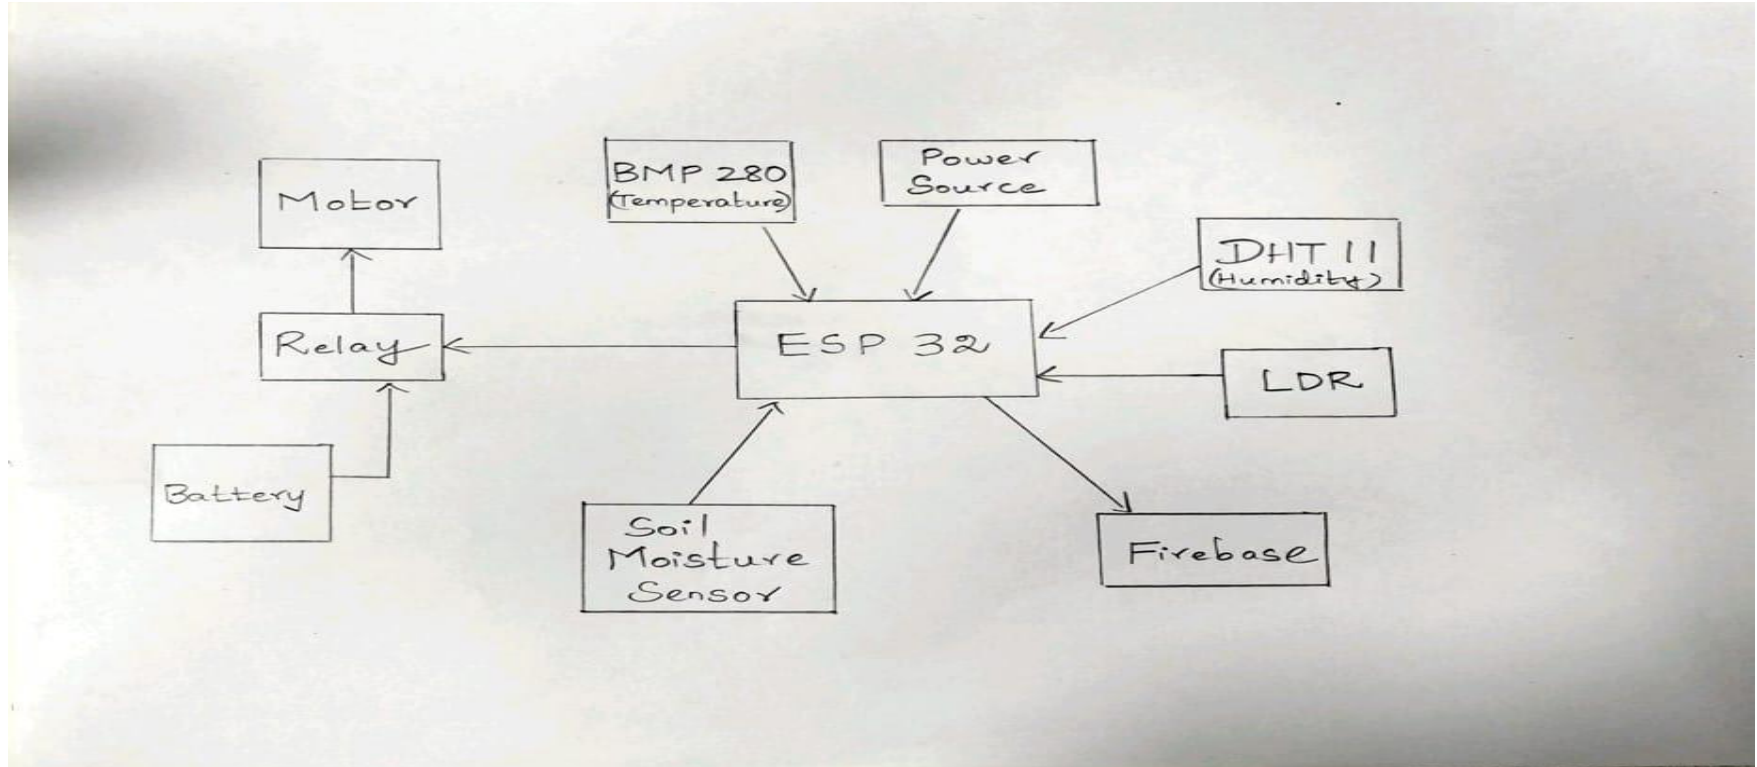 BMP 280
(Temperature)
Power
Source
Motor
DHT 11
(Humidity)
Relay
ESP 32
LDR
Battery
Soil
Moisture
Sensor
Firebase